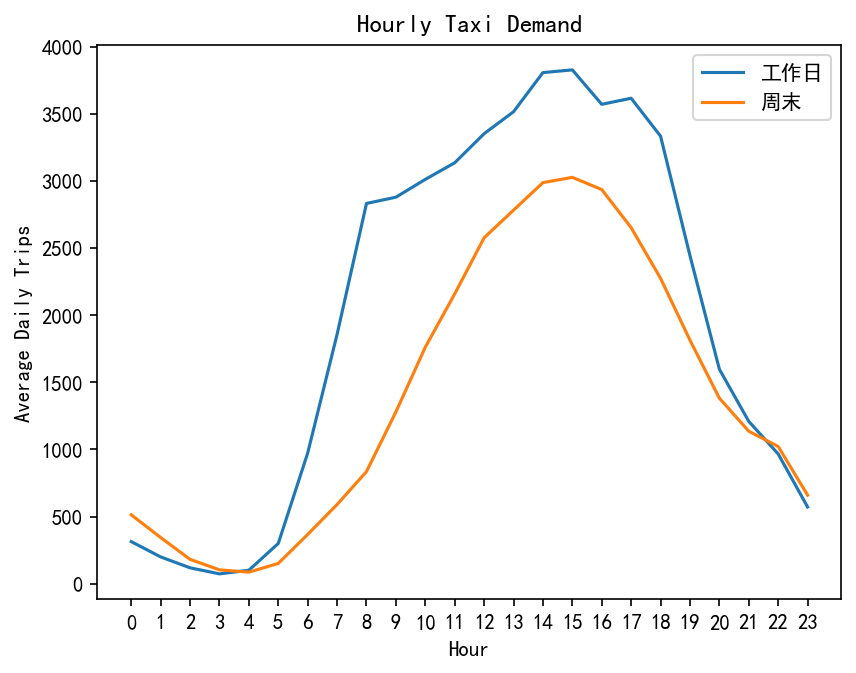 Hourly Taxi Demand
工作日
周末
Average Daily Trips
4000
3500
3000
2500
2000
1500
1000
500
0
0 1 2 3 4 5 6 7 8 9 10 11 12 13 14 15 16 17 18 19 20 21 22 23
Hour